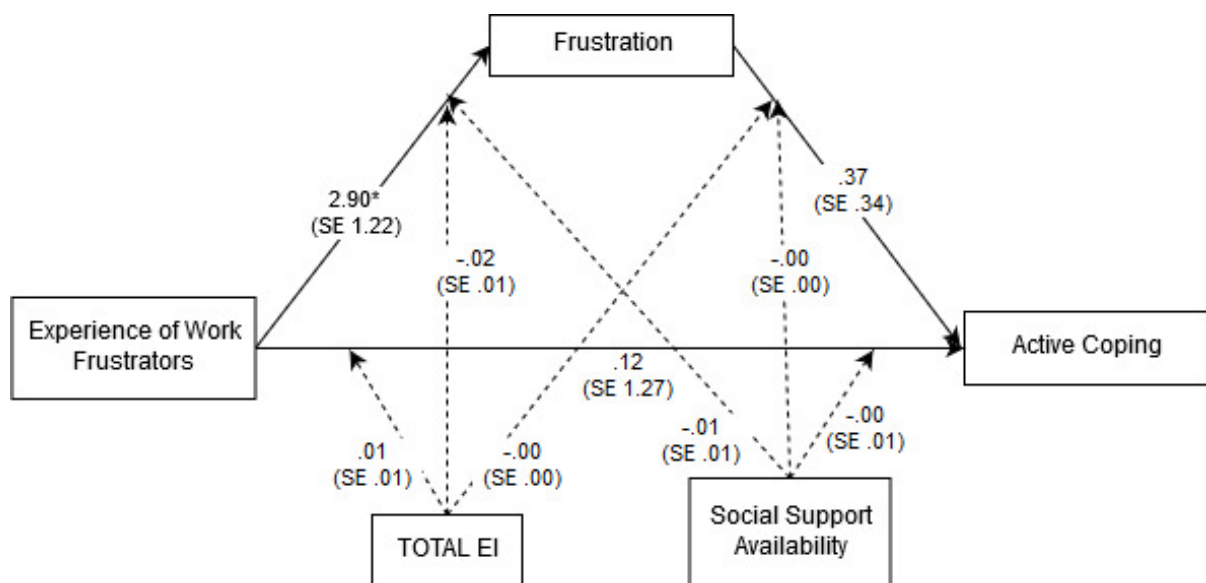 Frustration
2.90*
(SE 1.22)
.37
(SE .34)
-.02
(SE .01)
-.00
(SE .00)
Experience of Work
Frustrators
Active Coping
.12
(SE 1.27)
.01
(SE .01)
-.00
(SE .00)
-.01
(SE .01)
-.00
(SE .01)
TOTAL EI
Social Support
Availability